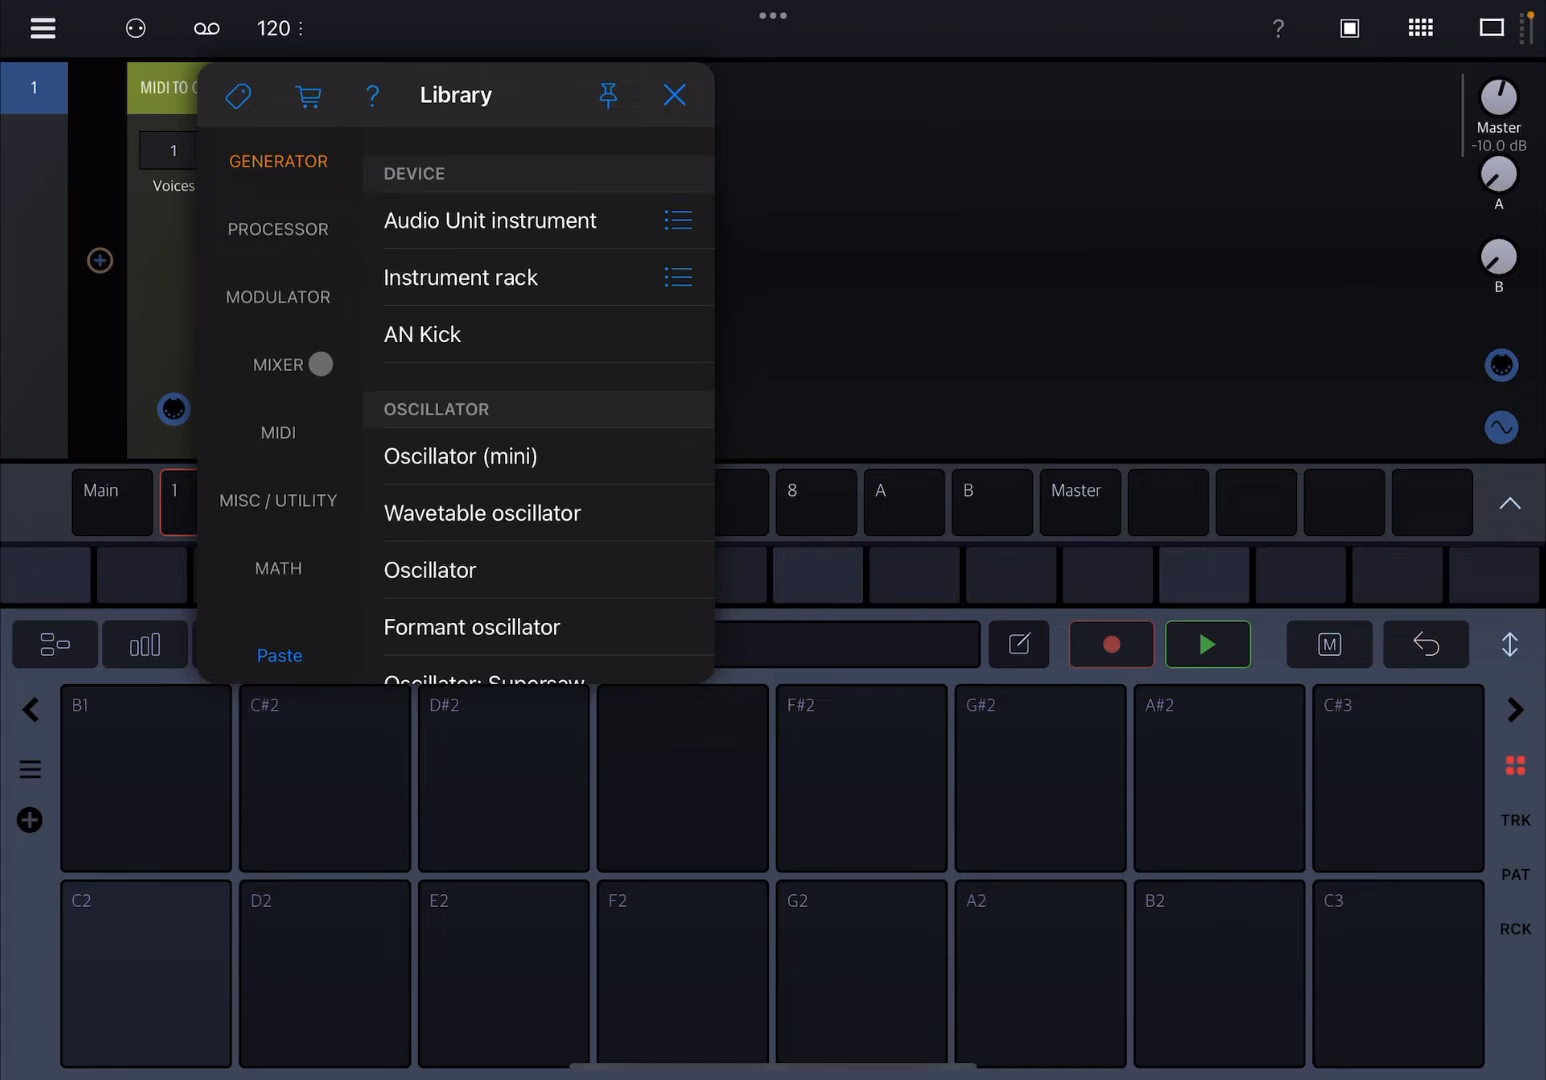 120
?
1
MIDI TO
? Library
Master
-10.0 dB
A
B
1
Voices
GENERATOR
PROCESSOR
MODULATOR
MIXER
MIDI
MISC / UTILITY
MATH
Paste
DEVICE
Audio Unit instrument
Instrument rack
AN Kick
OSCILLATOR
Oscillator (mini)
Wavetable oscillator
Oscillator
Formant oscillator
Oscillator: Supersaw
Main
1
8
A
B
Master
M
B1
C#2
D#2
F#2
G#2
A#2
C#3
TRK
PAT
RCK
C2
D2
E2
F2
G2
A2
B2
C3